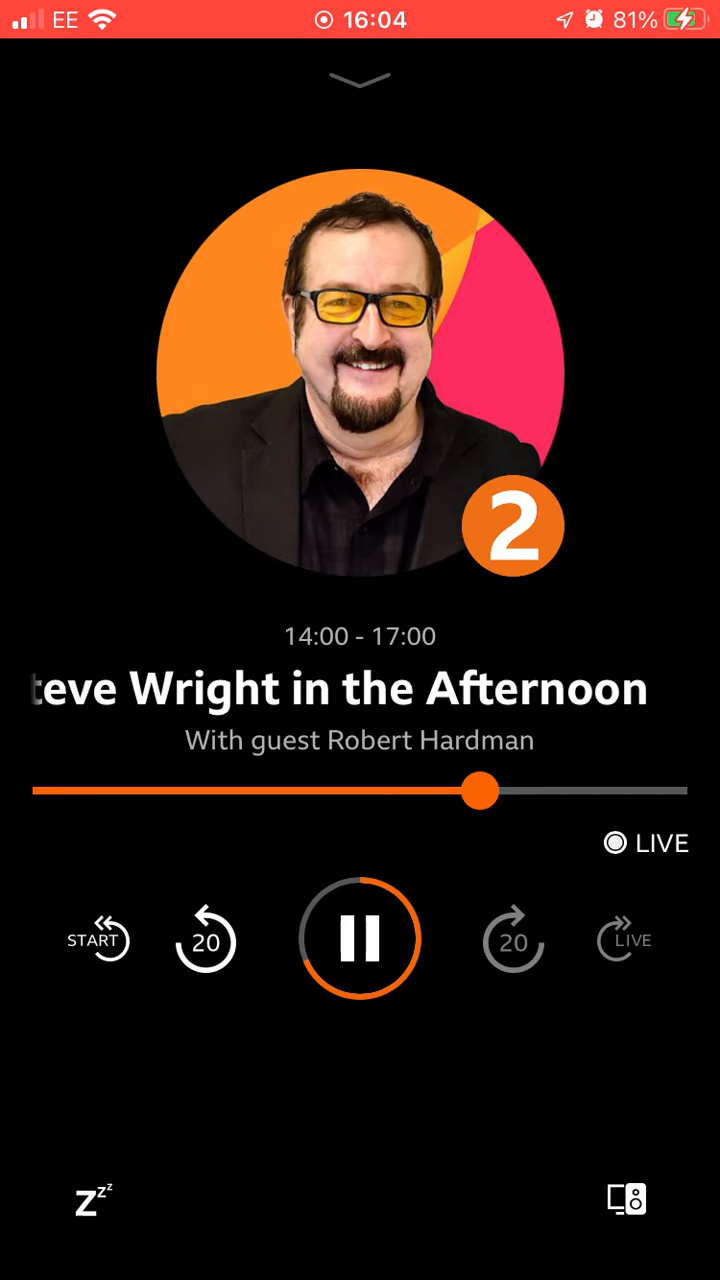 EE 16:04 81%
2
14:00 - 17:00
teve Wright in the Afternoon
With guest Robert Hardman
LIVE
START 20 20 LIVE
Zzz